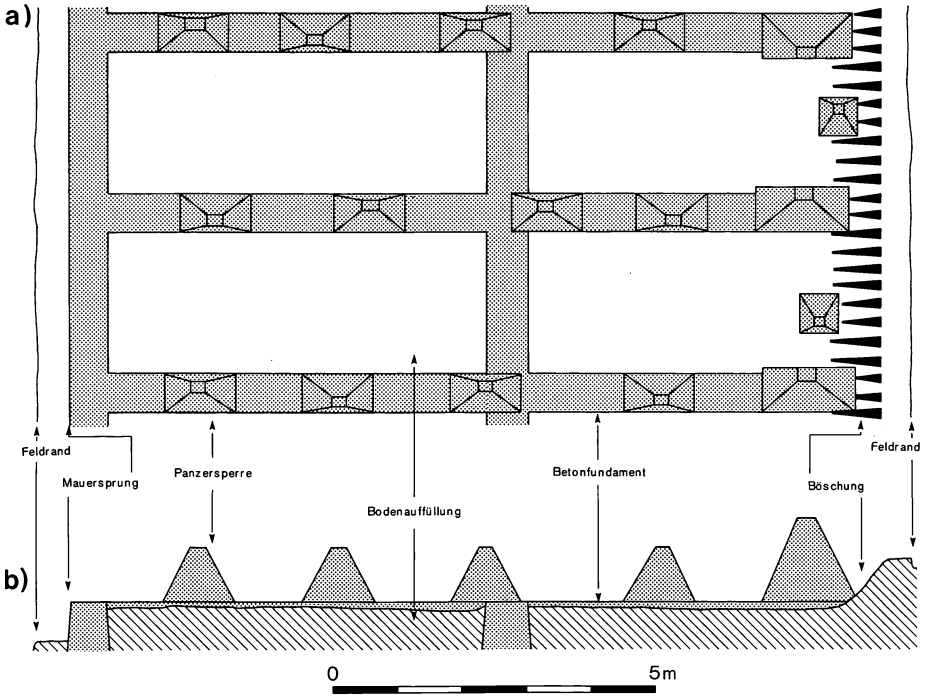 a)
Feldrand
Feldrand
Mauersprung
Panzersperre
Betonfundament
Böschung
Bodenauffüllung
b)
0 5m